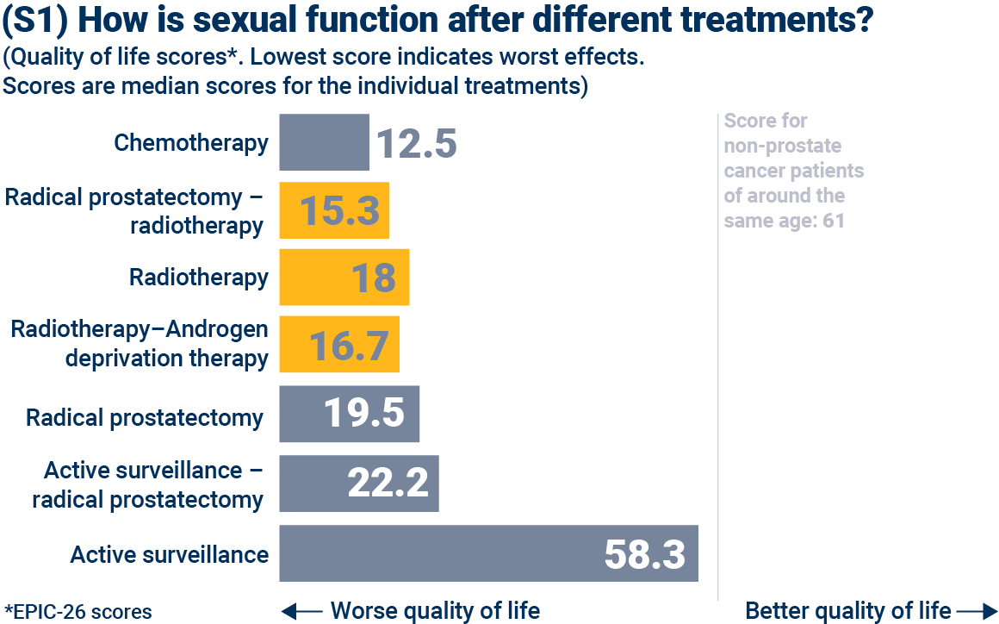 (S1) How is sexual function after different treatments?
(Quality of life scores*. Lowest score indicates worst effects.
Scores are median scores for the individual treatments)
Chemotherapy
12.5
Radical prostatectomy –
radiotherapy
15.3
Radiotherapy
18
Radiotherapy–Androgen
deprivation therapy
16.7
Radical prostatectomy
19.5
Active surveillance –
radical prostatectomy
22.2
Active surveillance
58.3
Score for
non-prostate
cancer patients
of around the
same age: 61
*EPIC-26 scores
Worse quality of life
Better quality of life